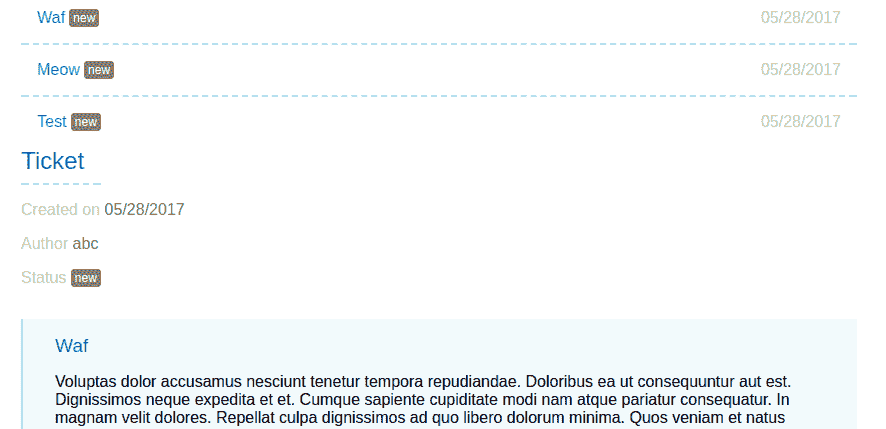 Waf new 05/28/2017
Meow new 05/28/2017
Test new 05/28/2017
Ticket
Created on 05/28/2017
Author abc
Status new
Waf
Voluptas dolor accusamus nesciunt tenetur tempora repudiandae. Doloribus ea ut consequuntur aut est.
Dignissimos neque expedita et et. Cumque sapiente cupiditate modi nam atque pariatur consequatur. In
magnam velit dolores. Repellat culpa dignissimos ad quo libero dolorum minima. Quos veniam et natus